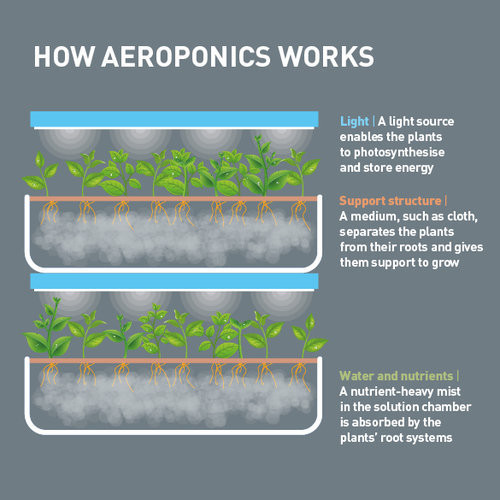 HOW AEROPONICS WORKS
Light | A light source
enables the plants
to photosynthesise
and store energy
Support structure |
A medium, such as cloth,
separates the plants
from their roots and gives
them support to grow
Water and nutrients |
A nutrient-heavy mist
in the solution chamber
is absorbed by the
plants' root systems